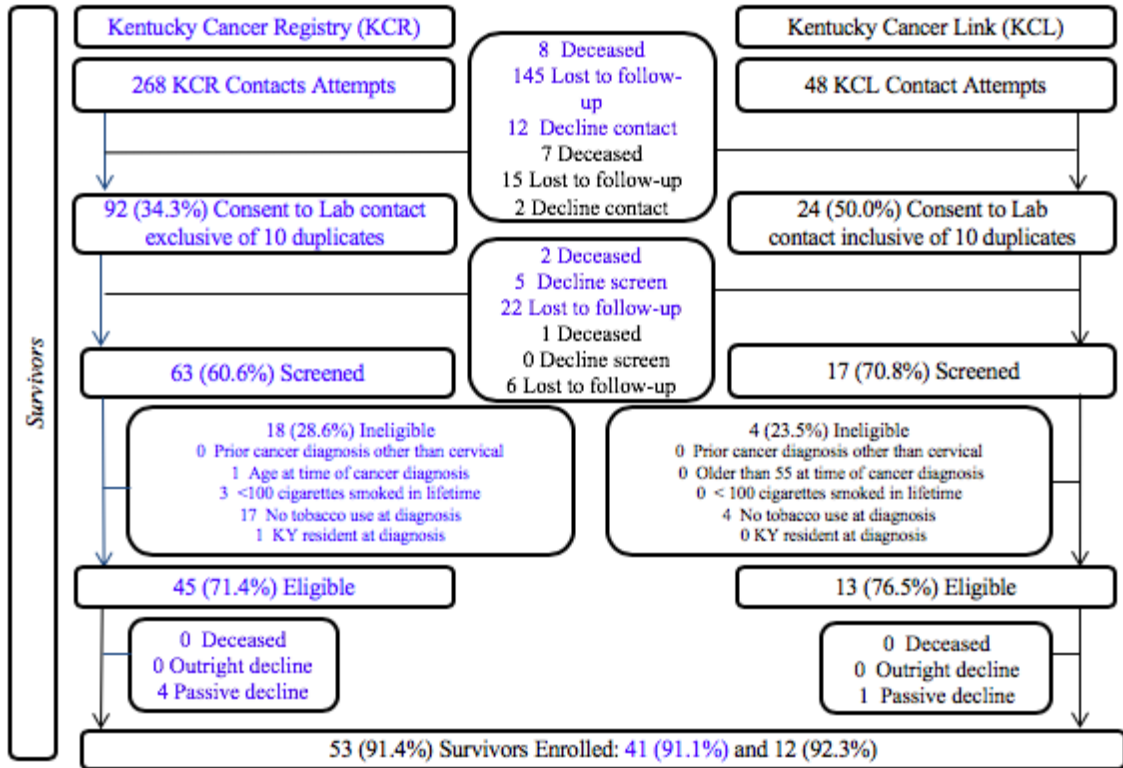 Survivors
Kentucky Cancer Registry (KCR)
Kentucky Cancer Link (KCL)
268 KCR Contacts Attempts
48 KCL Contact Attempts
8 Deceased
145 Lost to follow-
up
12 Decline contact
7 Deceased
15 Lost to follow-up
2 Decline contact
92 (34.3%) Consent to Lab contact
exclusive of 10 duplicates
24 (50.0%) Consent to Lab
contact inclusive of 10 duplicates
2 Deceased
5 Decline screen
22 Lost to follow-up
1 Deceased
0 Decline screen
6 Lost to follow-up
63 (60.6%) Screened
17 (70.8%) Screened
18 (28.6%) Ineligible
0 Prior cancer diagnosis other than cervical
1 Age at time of cancer diagnosis
3 <100 cigarettes smoked in lifetime
17 No tobacco use at diagnosis
1 KY resident at diagnosis
4 (23.5%) Ineligible
0 Prior cancer diagnosis other than cervical
0 Older than 55 at time of cancer diagnosis
0 < 100 cigarettes smoked in lifetime
4 No tobacco use at diagnosis
0 KY resident at diagnosis
45 (71.4%) Eligible
13 (76.5%) Eligible
0 Deceased
0 Outright decline
4 Passive decline
0 Deceased
0 Outright decline
1 Passive decline
53 (91.4%) Survivors Enrolled: 41 (91.1%) and 12 (92.3%)